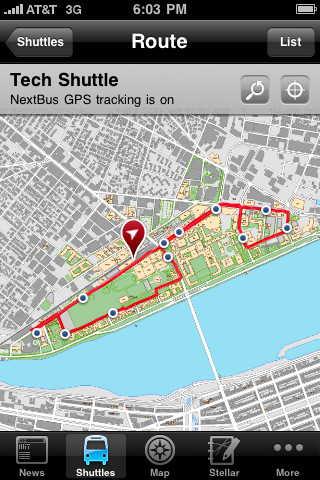 AT&T 3G 6:03 PM
Shuttles Route List
Tech Shuttle
NextBus GPS tracking is on
News Shuttles Map Stellar More